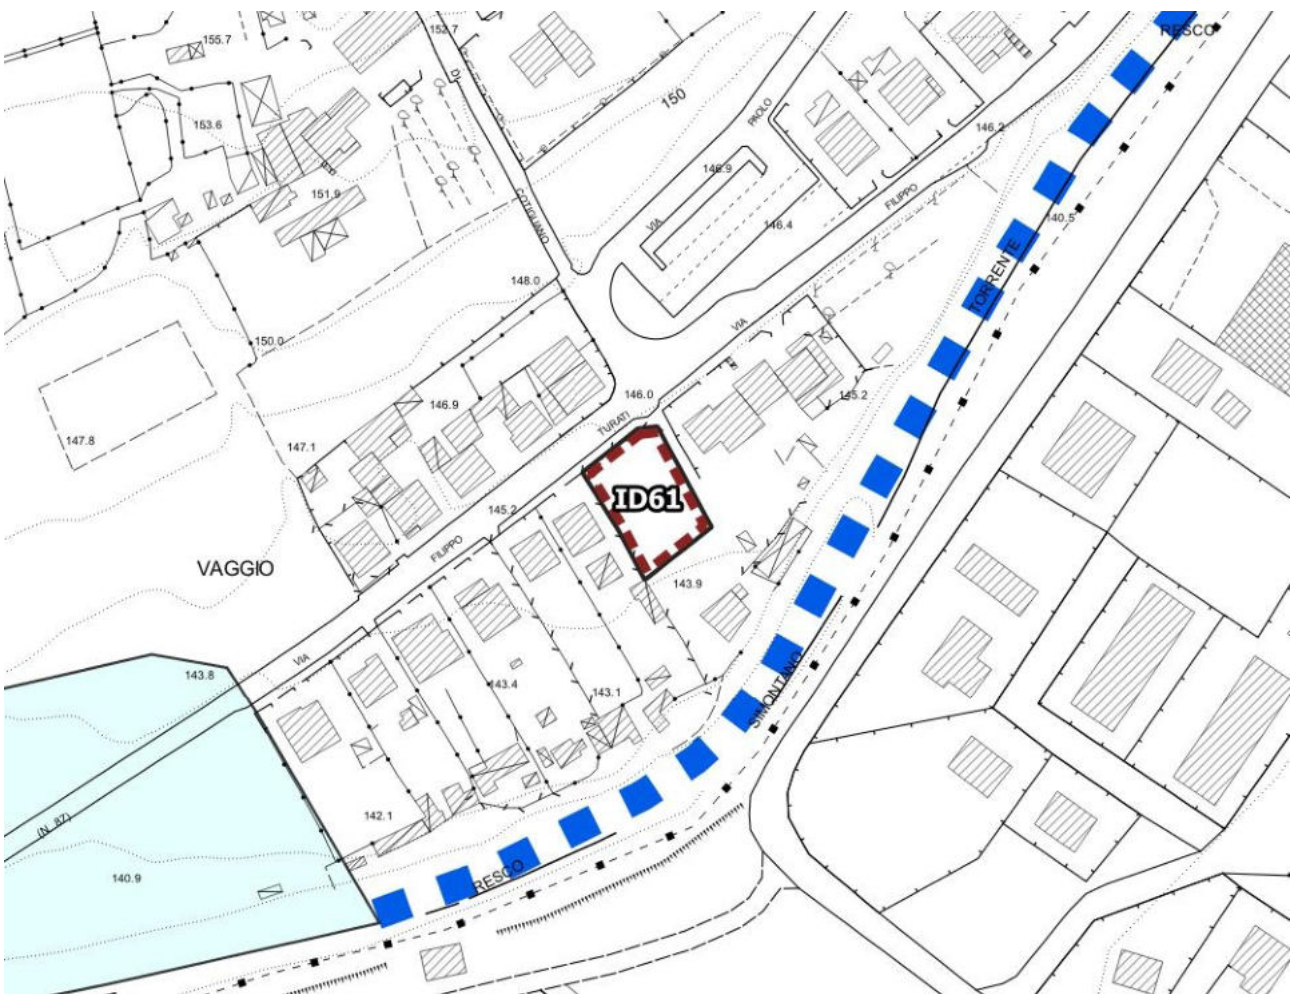 152.7
RESCO
155.7
DI
150
PAOLO
153.6
146.2
146.9
151.9
COTIGLIANO
FILIPPO
140.5
VIA
146.4
TORRENTE
148.0
VIA
150.0
146.0
145.2
146.9
TURATI
147.8
147.1
ID61
145.2
FILIPPO
VAGGIO
143.9
VIA
143.8
143.4
143.1
SIMONTANO
142.1
(N. 87)
140.9
RESCO